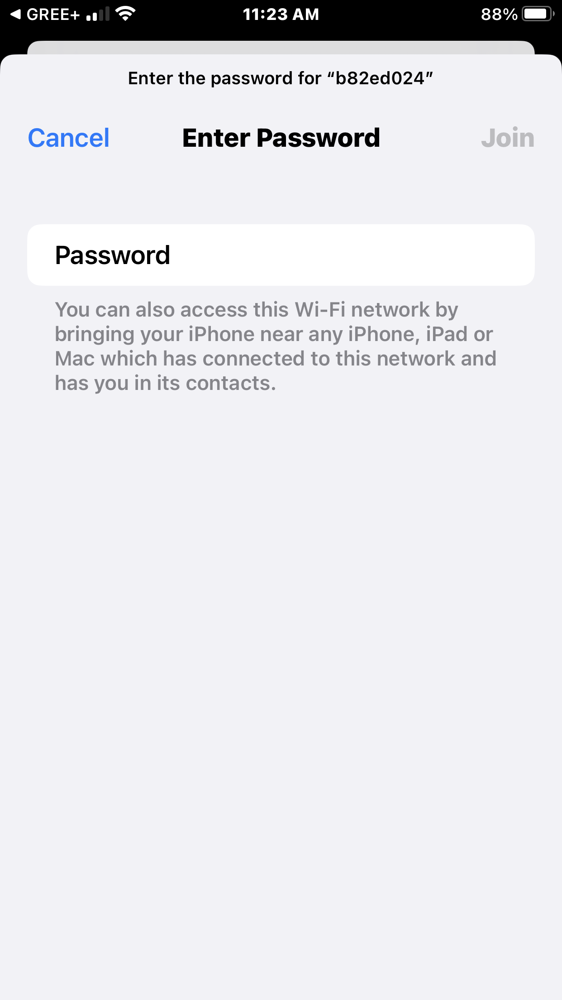 GREE+
11:23 AM
88%
Enter the password for “b82ed024”
Cancel
Enter Password
Join
Password
You can also access this Wi-Fi network by
bringing your iPhone near any iPhone, iPad or
Mac which has connected to this network and
has you in its contacts.